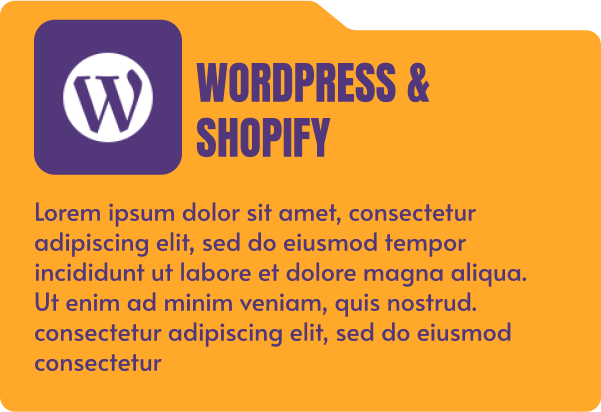 W
WORDPRESS &
SHOPIFY
Lorem ipsum dolor sit amet, consectetur
adipiscing elit, sed do eiusmod tempor
incididunt ut labore et dolore magna aliqua.
Ut enim ad minim veniam, quis nostrud.
consectetur adipiscing elit, sed do eiusmod
consectetur